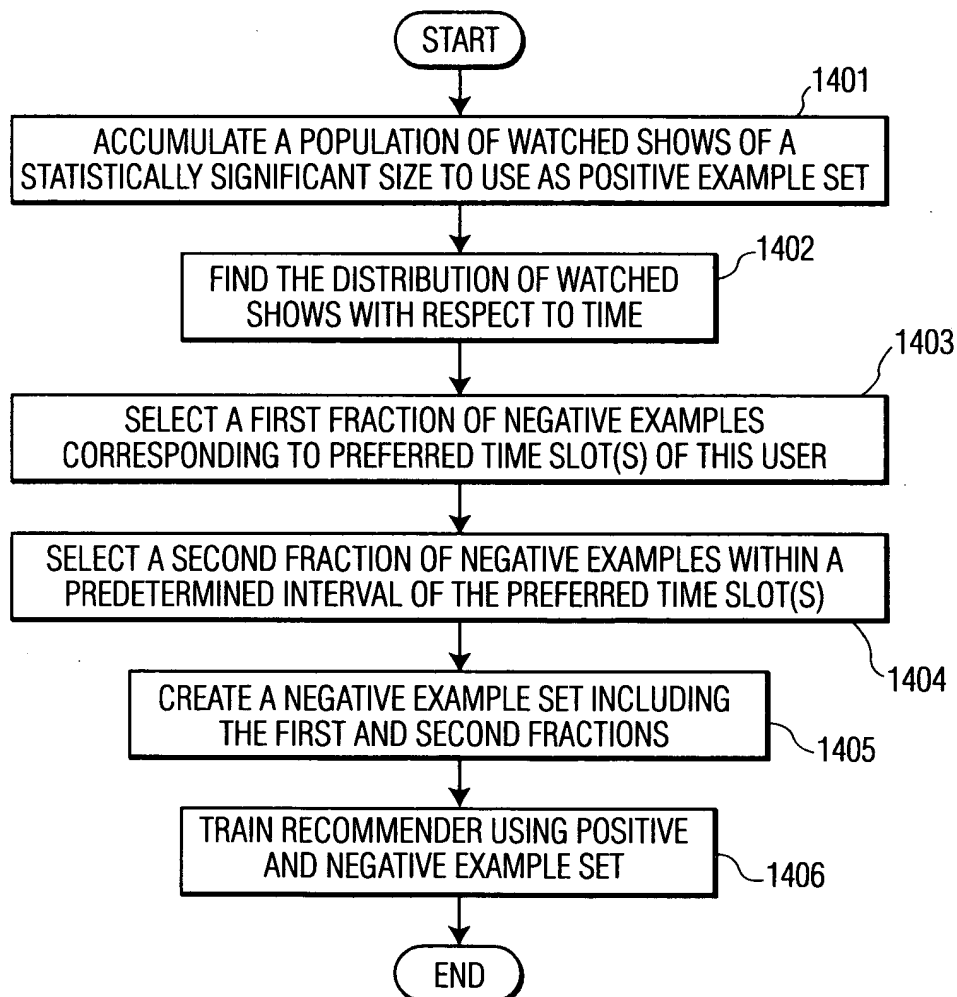 START
1401
ACCUMULATE A POPULATION OF WATCHED SHOWS OF A
STATISTICALLY SIGNIFICANT SIZE TO USE AS POSITIVE EXAMPLE SET
1402
FIND THE DISTRIBUTION OF WATCHED
SHOWS WITH RESPECT TO TIME
1403
SELECT A FIRST FRACTION OF NEGATIVE EXAMPLES
CORRESPONDING TO PREFERRED TIME SLOT(S) OF THIS USER
SELECT A SECOND FRACTION OF NEGATIVE EXAMPLES WITHIN A
PREDETERMINED INTERVAL OF THE PREFERRED TIME SLOT(S)
1404
CREATE A NEGATIVE EXAMPLE SET INCLUDING
THE FIRST AND SECOND FRACTIONS
1405
TRAIN RECOMMENDER USING POSITIVE
AND NEGATIVE EXAMPLE SET
1406
END